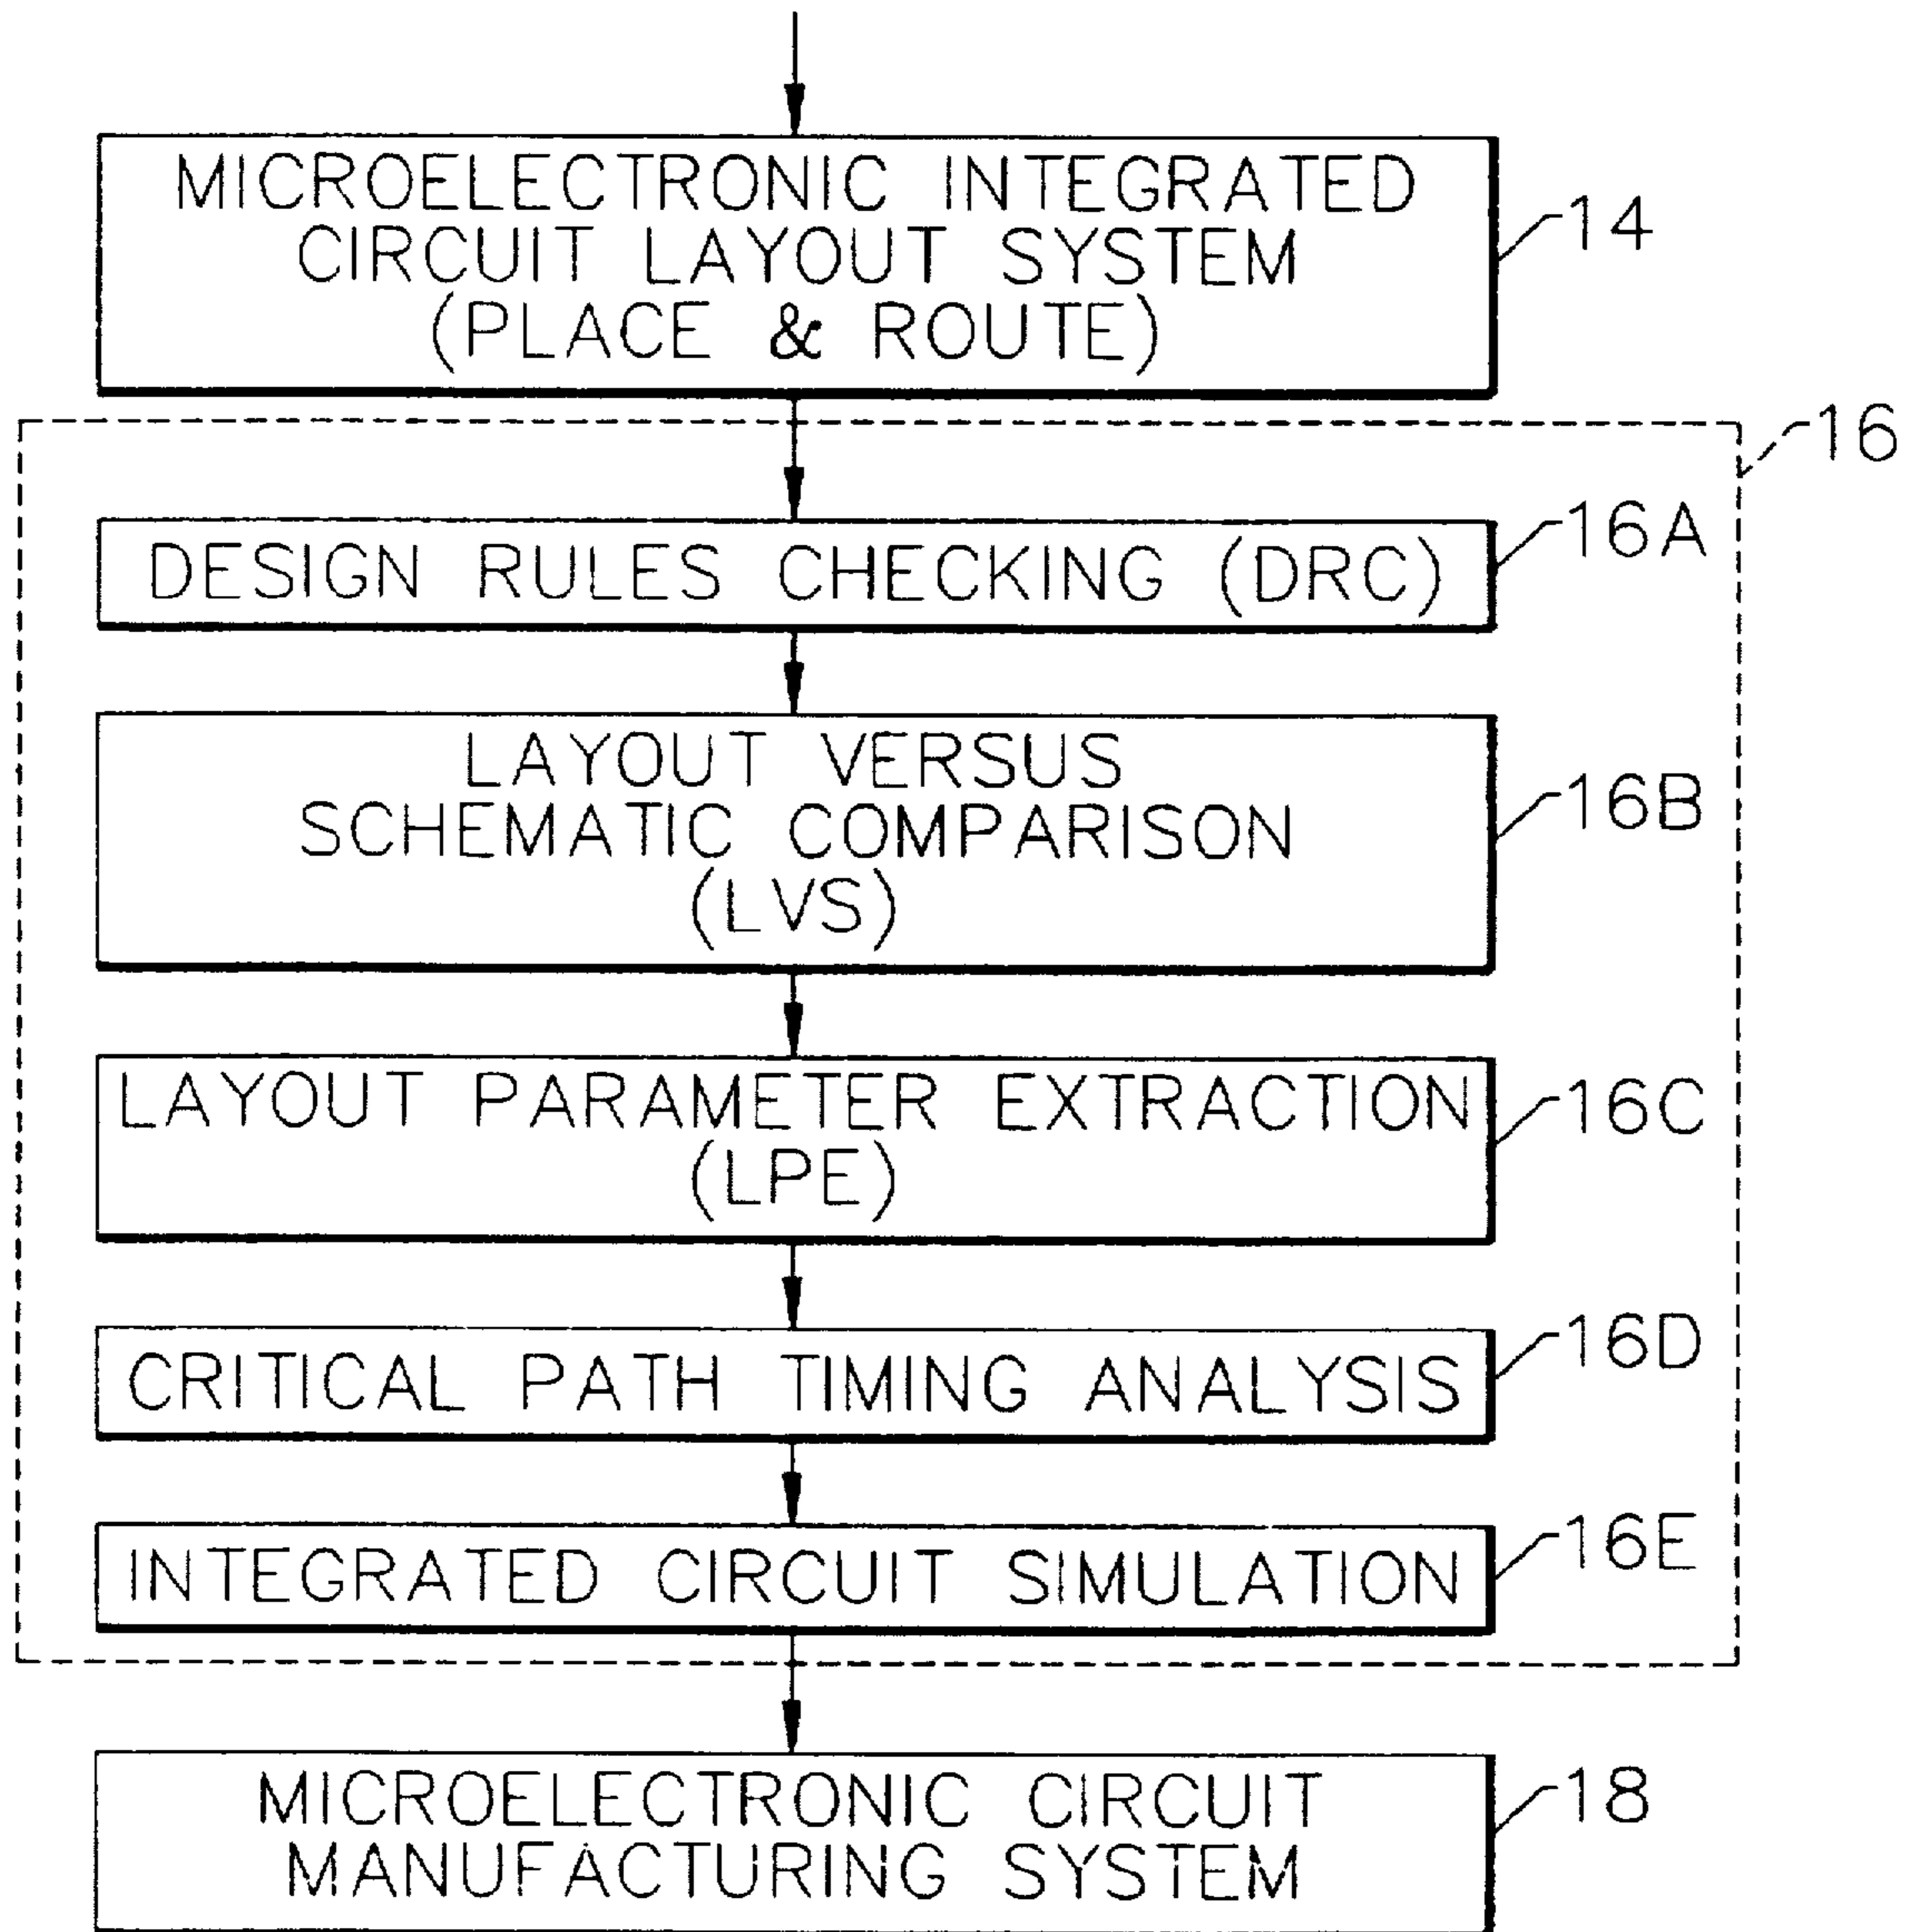 MICROELECTRONIC INTEGRATED
CIRCUIT LAYOUT SYSTEM
(PLACE & ROUTE)
14
16
DESIGN RULES CHECKING (DRC)
16A
LAYOUT VERSUS
SCHEMATIC COMPARISON
(LVS)
16B
LAYOUT PARAMETER EXTRACTION
(LPE)
16C
CRITICAL PATH TIMING ANALYSIS
16D
INTEGRATED CIRCUIT SIMULATION
16E
MICROELECTRONIC CIRCUIT
MANUFACTURING SYSTEM
18